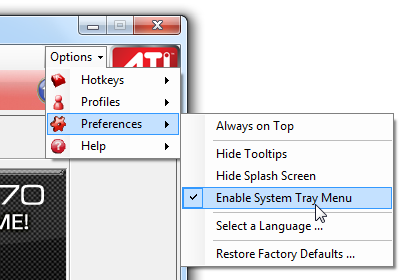 Options
ATI
Hotkeys
Profiles
Preferences
Help
Always on Top
Hide Tooltips
Hide Splash Screen
Enable System Tray Menu
Select a Language ...
Restore Factory Defaults ...
70
ME!